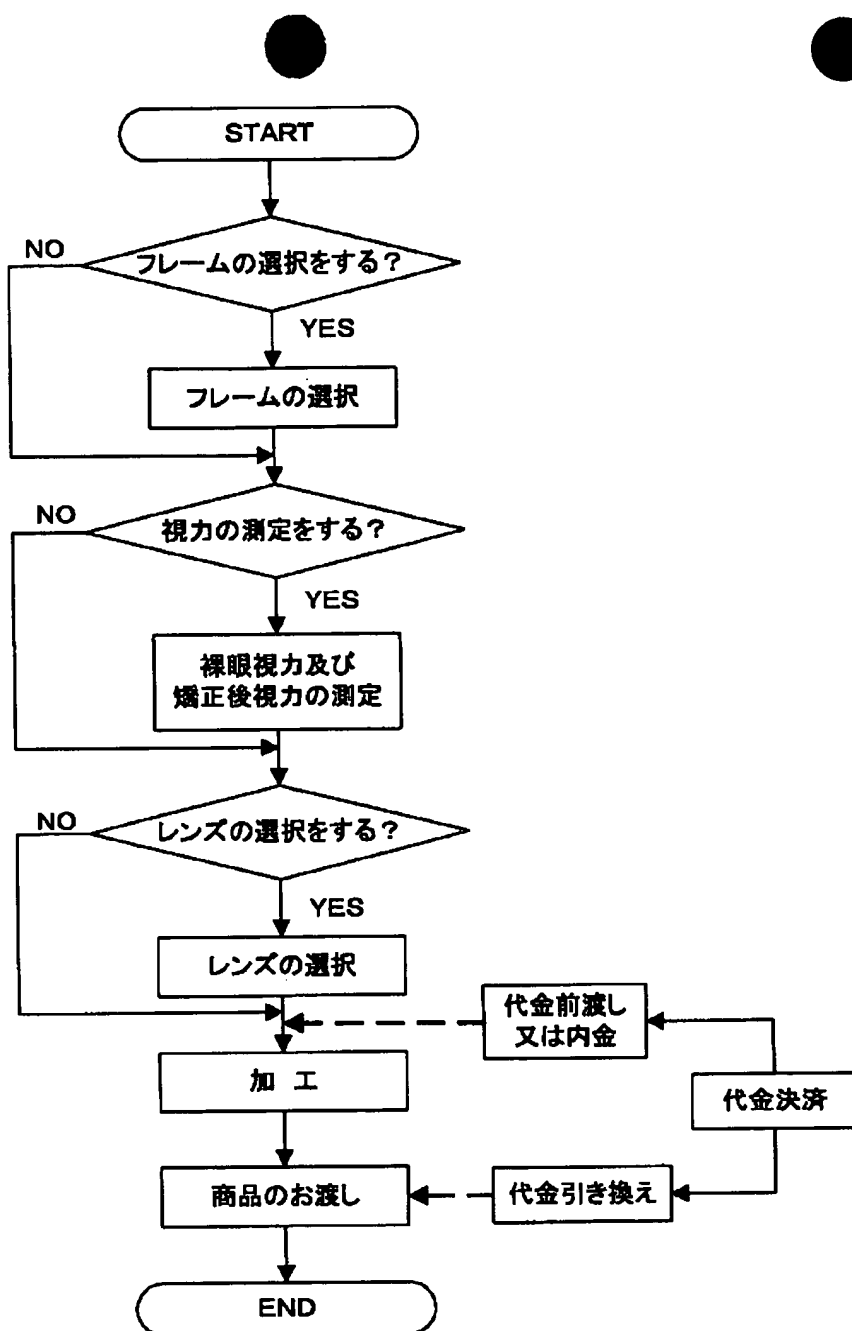 START
フレームの選択をする?
NO
YES
フレームの選択
視力の測定をする?
NO
YES
裸眼視力及び
矯正後視力の測定
レンズの選択をする?
NO
YES
レンズの選択
代金前渡し
又は内金
加 工
代金決済
商品のお渡し
代金引き換え
END